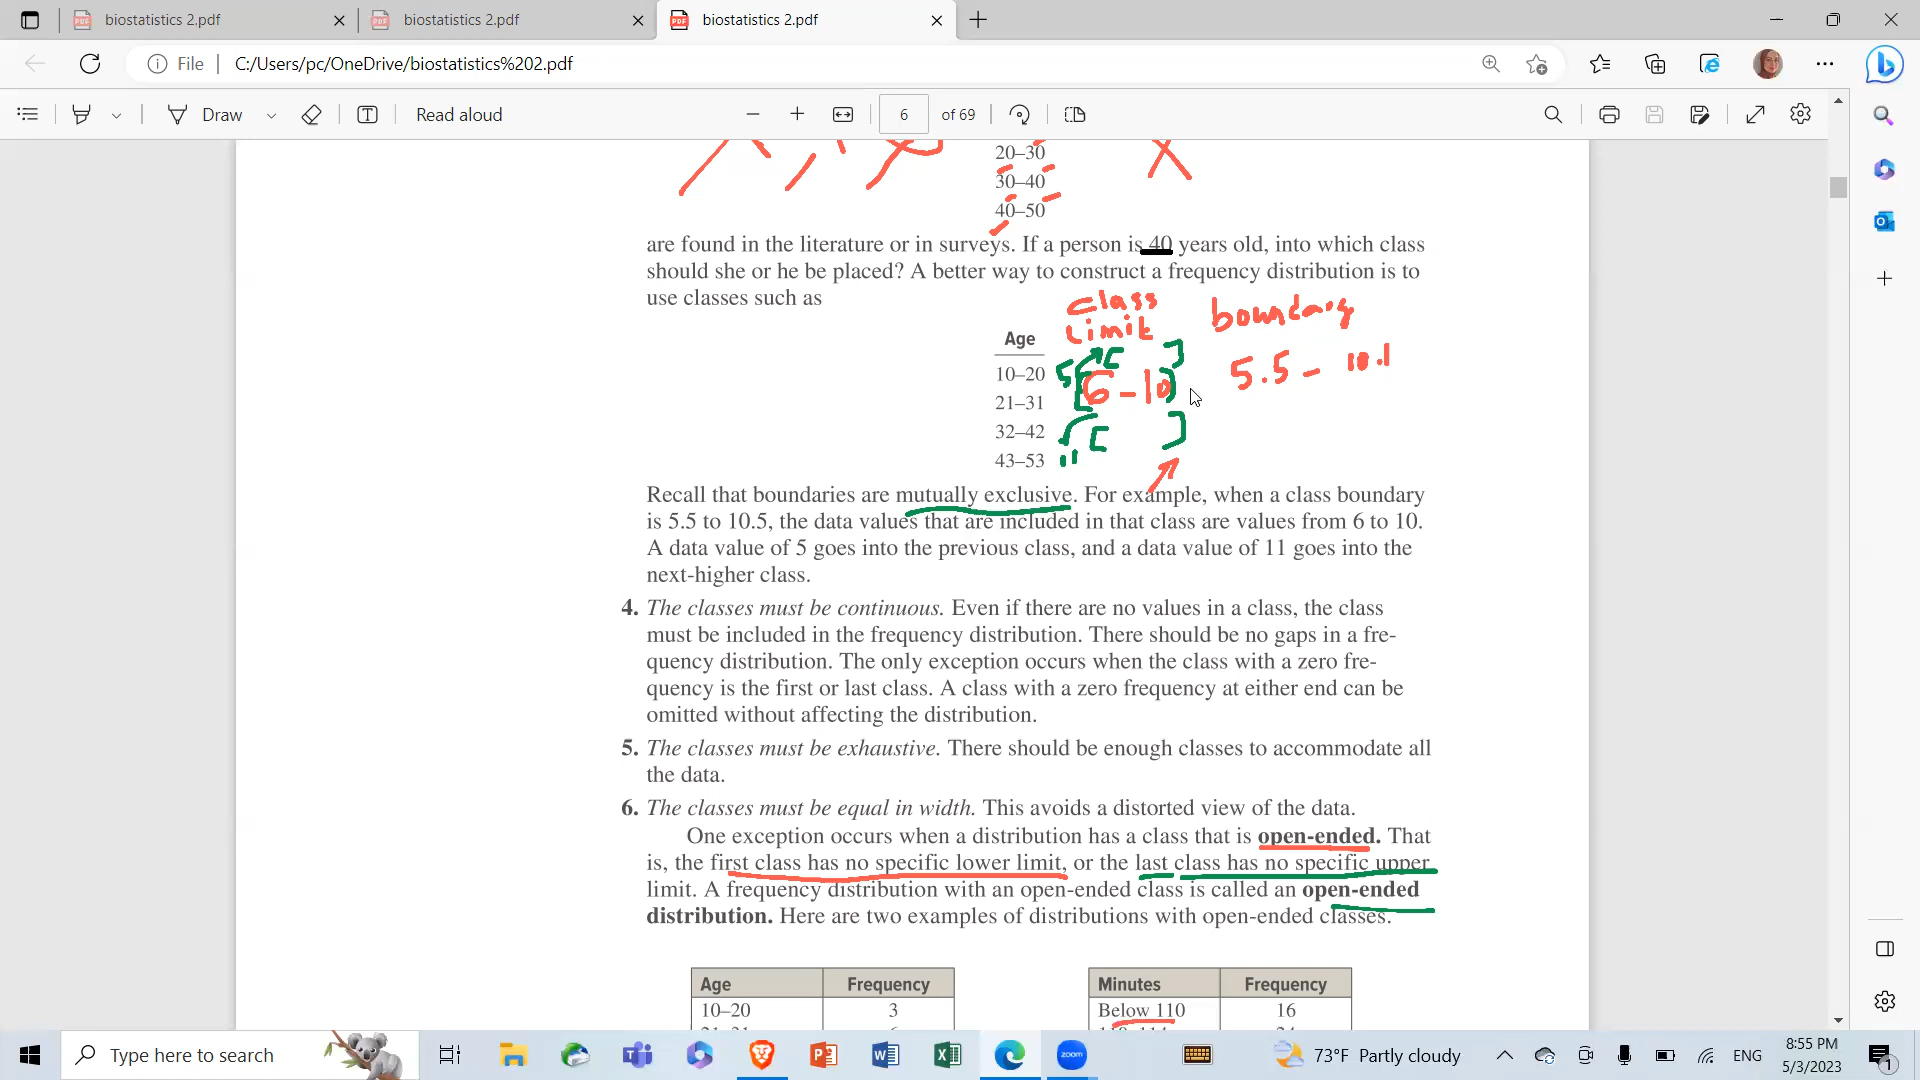 biostatistics 2.pdf
biostatistics 2.pdf
biostatistics 2.pdf
File
C:/Users/pc/OneDrive/biostatistics%202.pdf
Draw
Read aloud
6
of 69
20–30
30–40
40–50
are found in the literature or in surveys. If a person is 40 years old, into which class
should she or he be placed? A better way to construct a frequency distribution is to
use classes such as
class
limit
boundary
Age
10–20
21–31
32–42
43–53
5
[6 - 10]
5.5 - 10.1
11
Recall that boundaries are mutually exclusive. For example, when a class boundary
is 5.5 to 10.5, the data values that are included in that class are values from 6 to 10.
A data value of 5 goes into the previous class, and a data value of 11 goes into the
next-higher class.
4. The classes must be continuous. Even if there are no values in a class, the class
must be included in the frequency distribution. There should be no gaps in a fre-
quency distribution. The only exception occurs when the class with a zero fre-
quency is the first or last class. A class with a zero frequency at either end can be
omitted without affecting the distribution.
5. The classes must be exhaustive. There should be enough classes to accommodate all
the data.
6. The classes must be equal in width. This avoids a distorted view of the data.
One exception occurs when a distribution has a class that is open-ended. That
is, the first class has no specific lower limit, or the last class has no specific upper
limit. A frequency distribution with an open-ended class is called an open-ended
distribution. Here are two examples of distributions with open-ended classes.
Age Frequency
10–20 3
Minutes Frequency
Below 110 16
Type here to search
73°F Partly cloudy
ENG
8:55 PM
5/3/2023
1